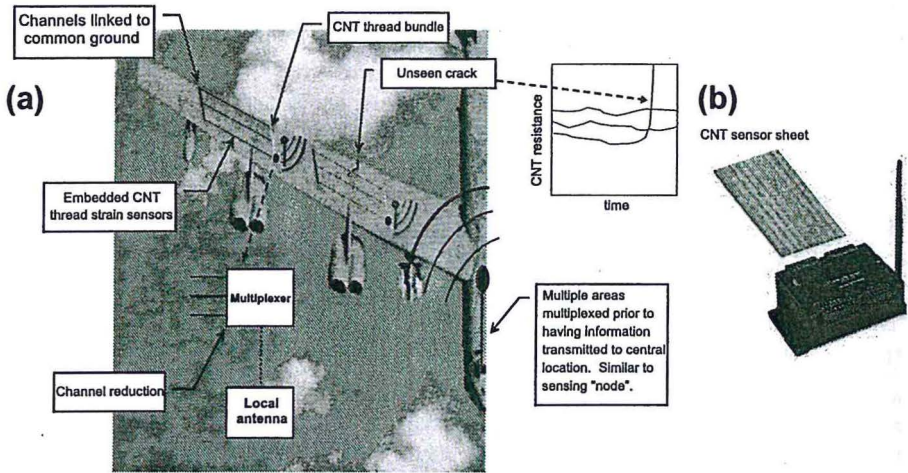 Channels linked to
common ground
CNT thread bundle
Unseen crack
(a)
(b)
CNT resistance
time
CNT sensor sheet
Embedded CNT
thread strain sensors
Multiplexer
Multiple areas
multiplexed prior to
having information
transmitted to central
location. Similar to
sensing "node".
Channel reduction
Local
antenna